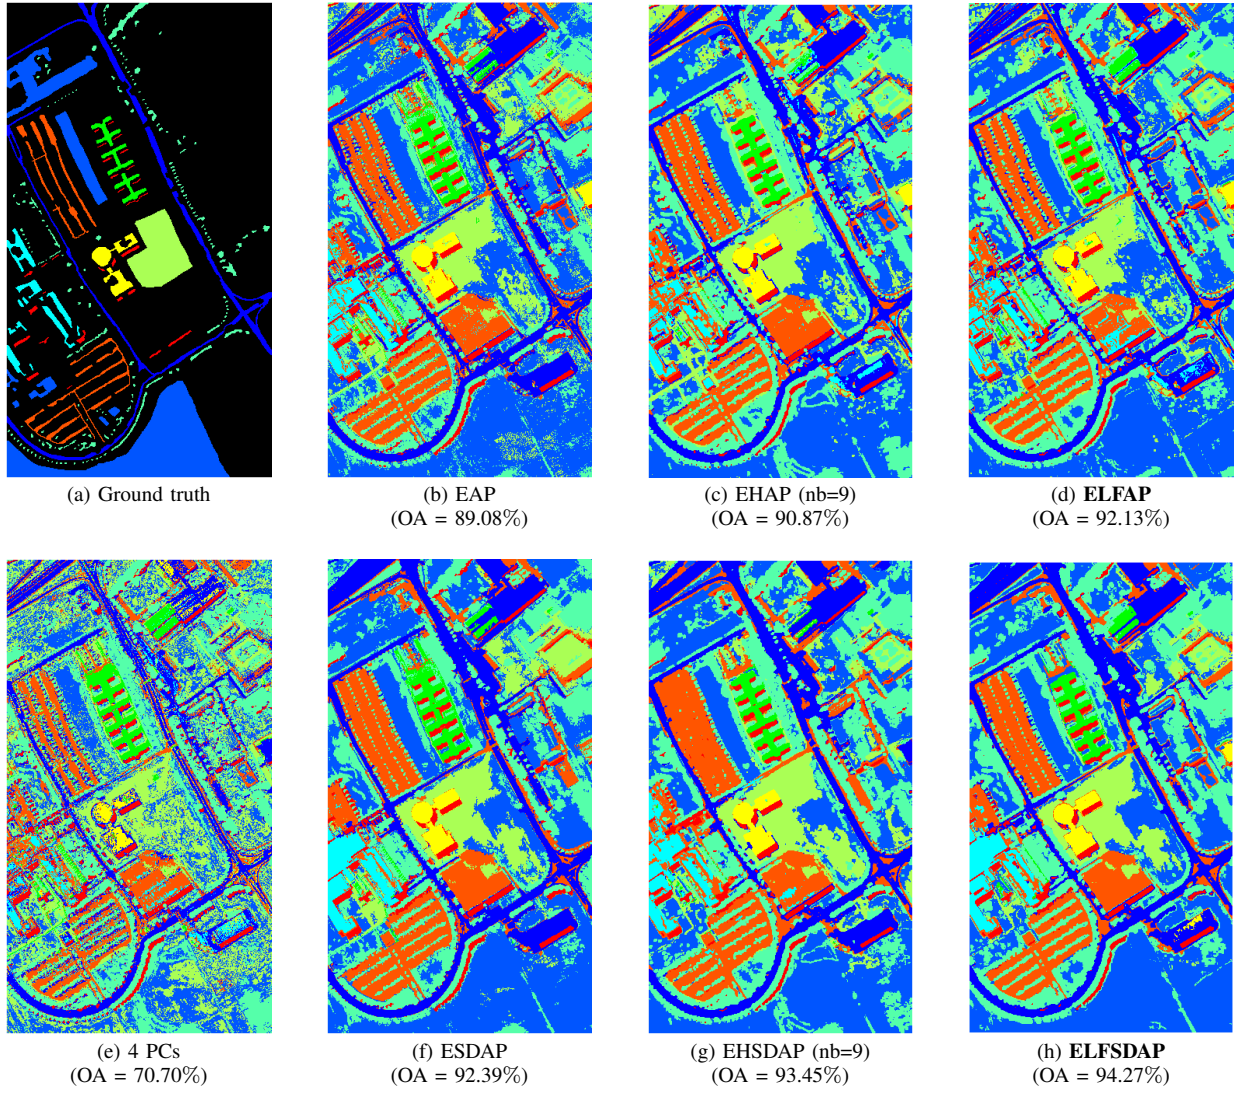 (a) Ground truth
(b) EAP
(OA = 89.08%)
(c) EHAP (nb=9)
(OA = 90.87%)
(d) ELFAP
(OA = 92.13%)
(e) 4 PCs
(OA = 70.70%)
(f) ESDAP
(OA = 92.39%)
(g) EHSDAP (nb=9)
(OA = 93.45%)
(h) ELFSDAP
(OA = 94.27%)